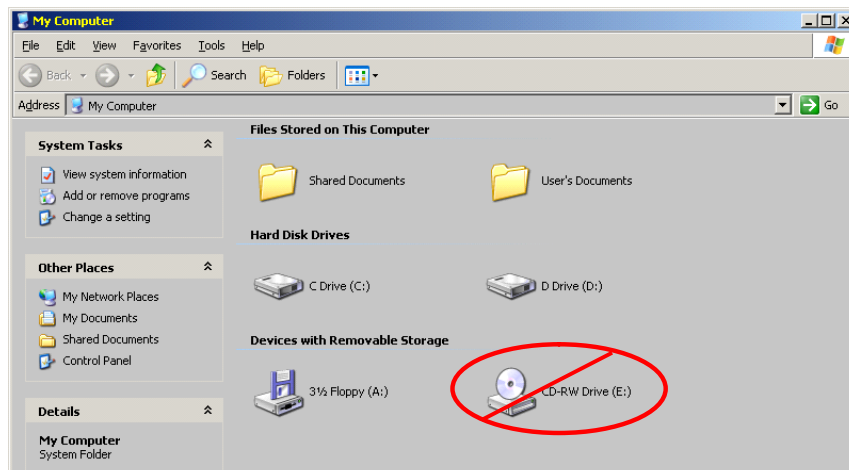 My Computer
File Edit View Favorites Tools Help
Back Search Folders
Address My Computer Go
System Tasks
View system information
Add or remove programs
Change a setting
Other Places
My Network Places
My Documents
Shared Documents
Control Panel
Details
My Computer
System Folder
Files Stored on This Computer
Shared Documents User's Documents
Hard Disk Drives
C Drive (C:) D Drive (D:)
Devices with Removable Storage
3½ Floppy (A:) CD-RW Drive (E:)